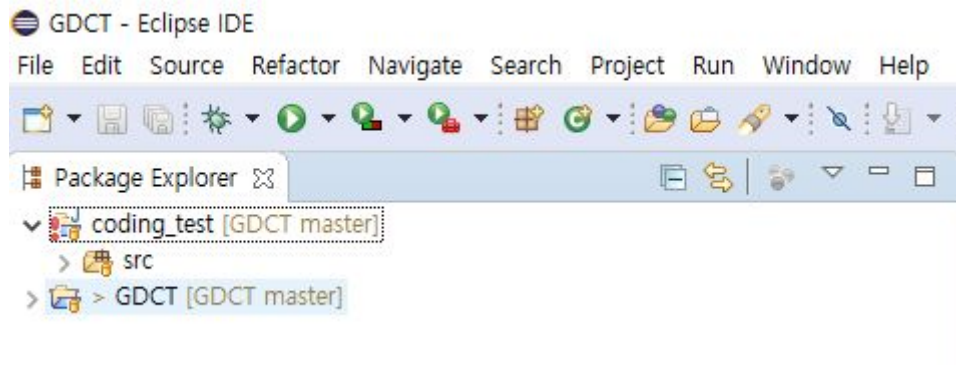 GDCT - Eclipse IDE
File Edit Source Refactor Navigate Search Project Run Window Help
Package Explorer
coding_test [GDCT master]
src
> GDCT [GDCT master]